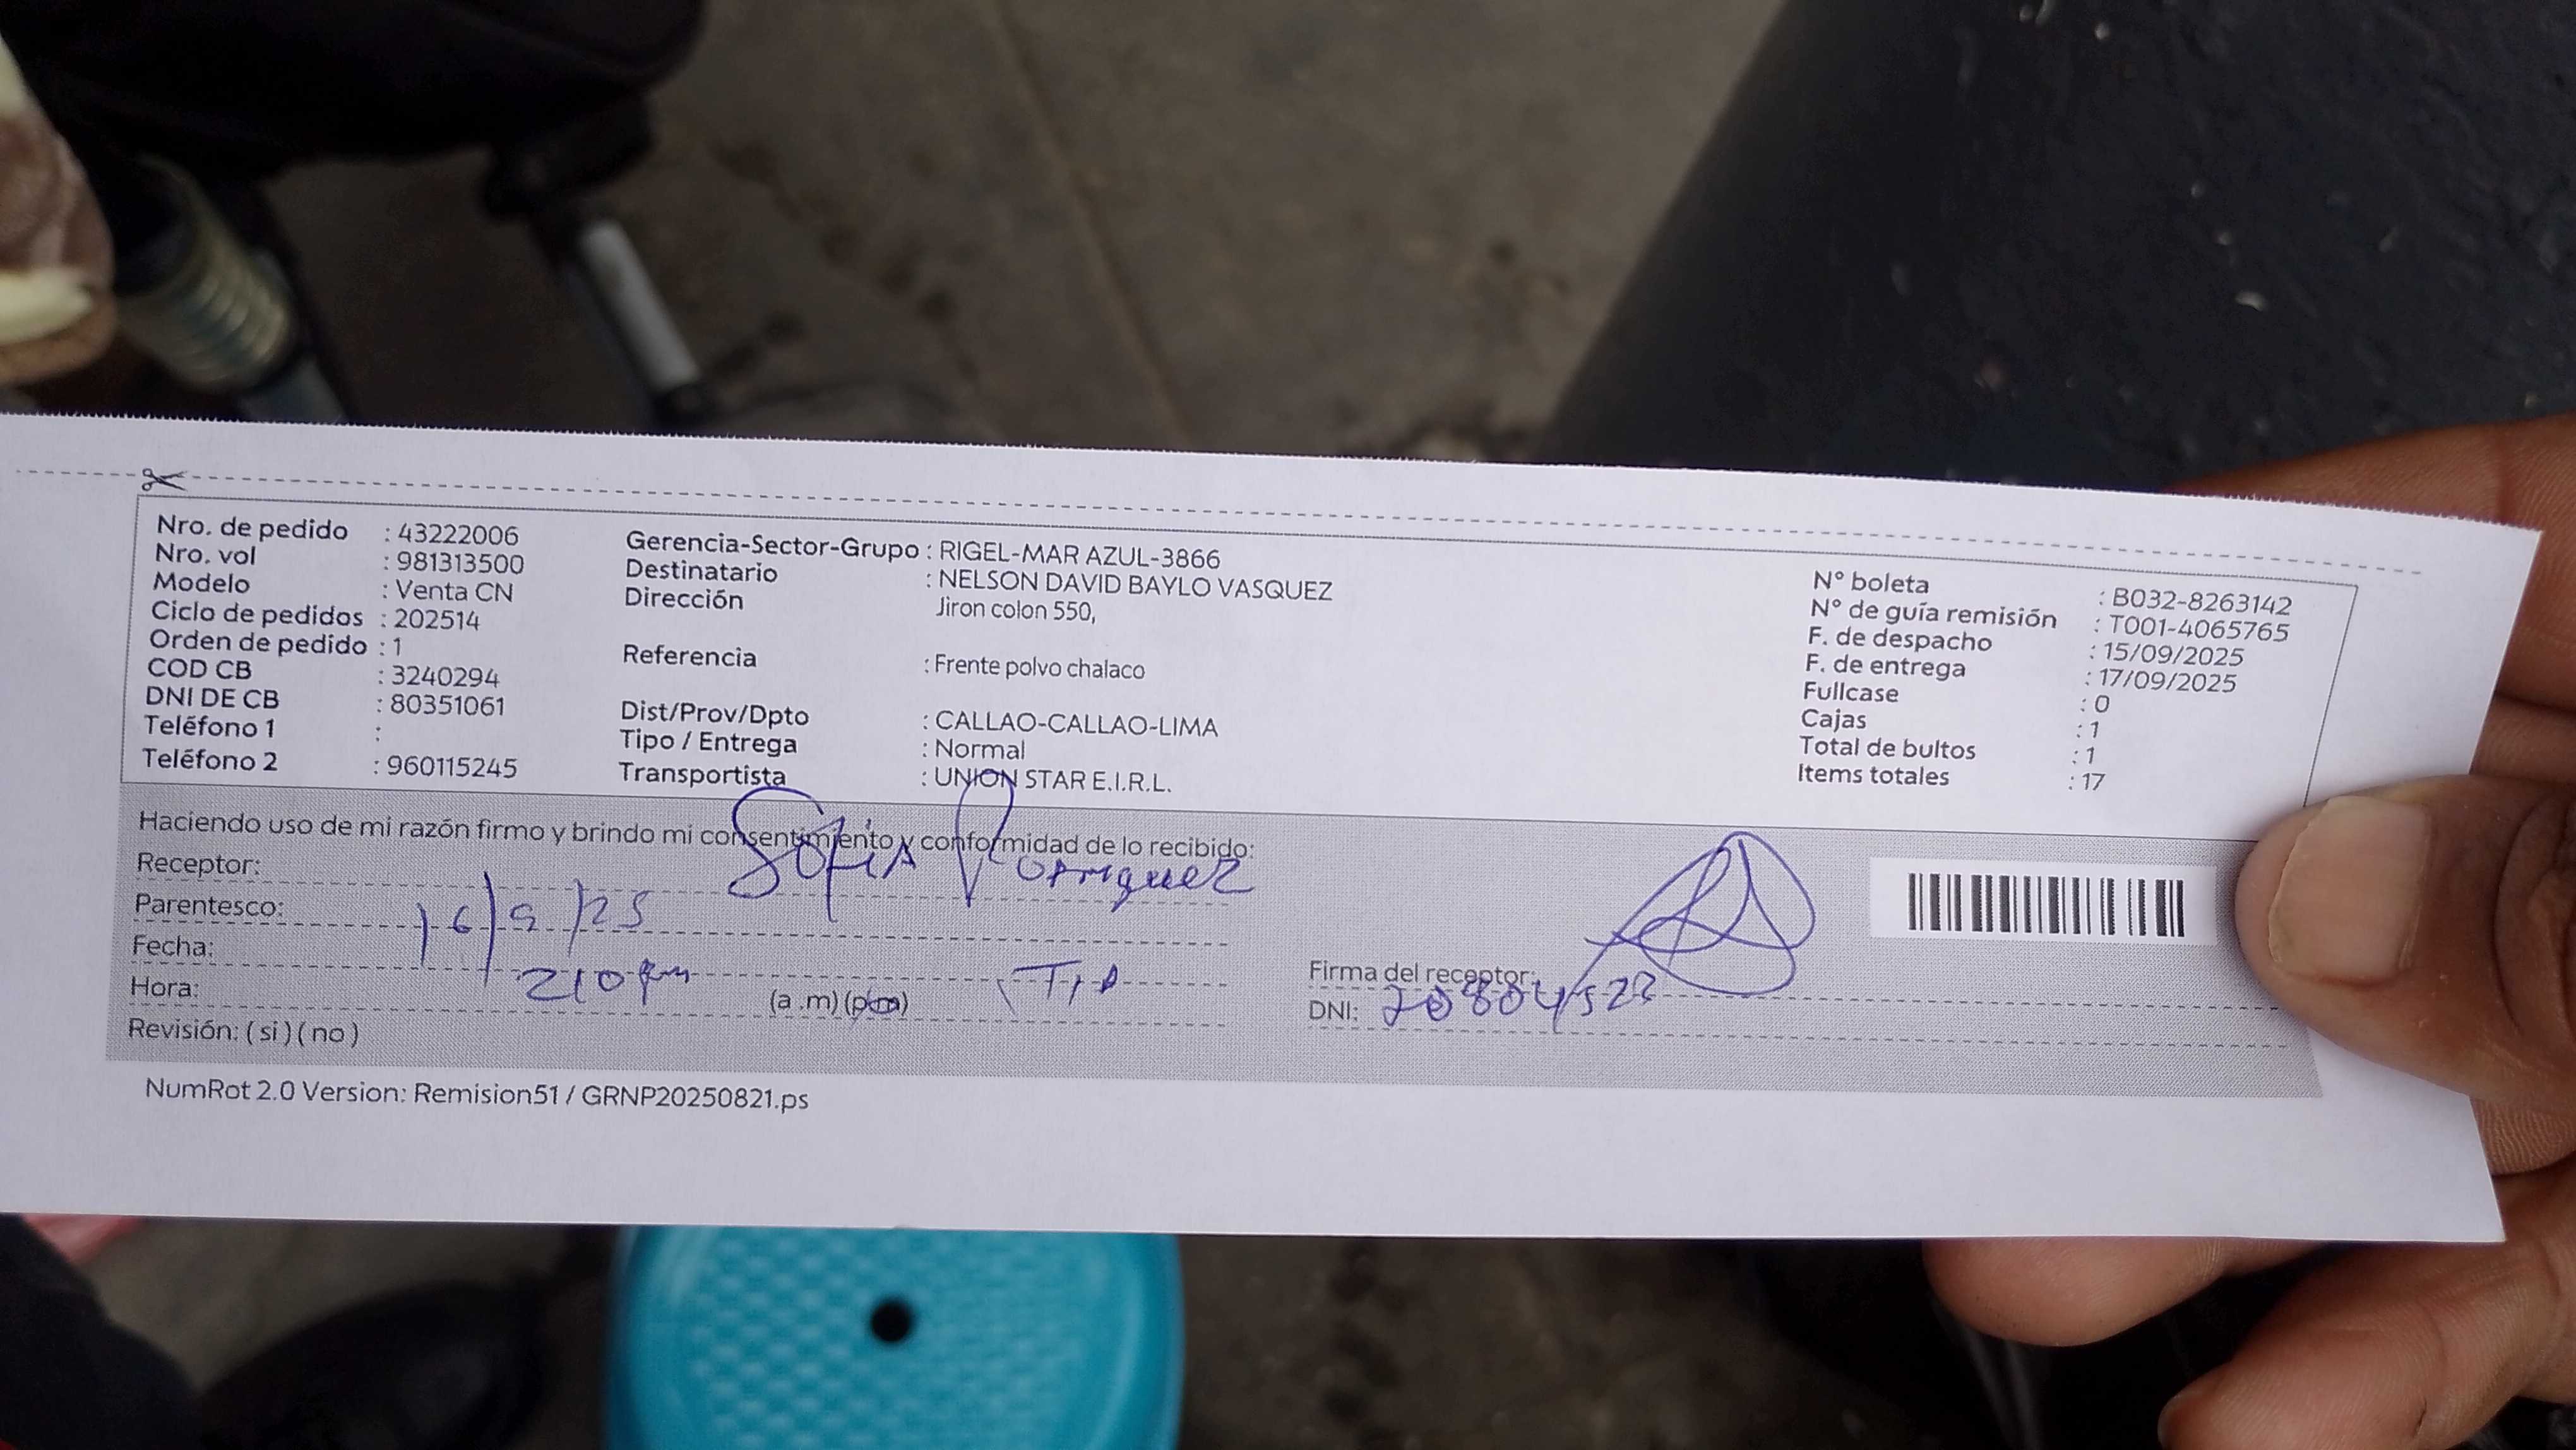 Nro. de pedido : 43222006
Nro. vol : 981313500
Modelo : Venta CN
Ciclo de pedidos : 202514
Orden de pedido : 1
COD CB : 3240294
DNI DE CB : 80351061
Teléfono 1 :
Teléfono 2 : 960115245
Gerencia-Sector-Grupo : RIGEL-MAR AZUL-3866
Destinatario : NELSON DAVID BAYLO VASQUEZ
Dirección Jiron colon 550,
Referencia : Frente polvo chalaco
Dist/Prov/Dpto : CALLAO-CALLAO-LIMA
Tipo / Entrega : Normal
Transportista : UNION STAR E.I.R.L.
N° boleta : B032-8263142
N° de guía remisión : T001-4065765
F. de despacho : 15/09/2025
F. de entrega : 17/09/2025
Fullcase : 0
Cajas : 1
Total de bultos : 1
Items totales : 17
Haciendo uso de mi razón firmo y brindo mi consentimiento y conformidad de lo recibido:
Receptor: Sofia
Parentesco:
Fecha: 16/9/25
Hora: 210 pm (a .m) (p.m)
Revisión: ( si ) ( no )
Firma del receptor:
DNI:
NumRot 2.0 Version: Remision51 / GRNP20250821.ps